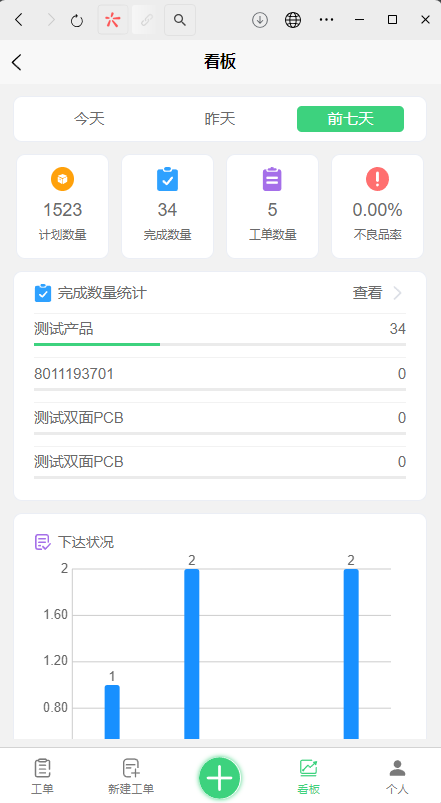 看板
今天 昨天 前七天
1523 34 5 0.00%
计划数量 完成数量 工单数量 不良品率
完成数量统计 查看
测试产品 34
8011193701 0
测试双面PCB 0
测试双面PCB 0
下达状况
2 2 2
1.60
1.20 1
0.80
工单 新建工单 看板 个人